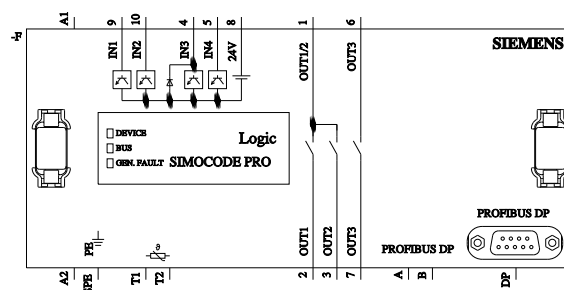 A1 9 10 4 5 8 1 6
-F
IN1 IN2 IN3 IN4 24V OUT1/2 OUT3
SIEMENS
DEVICE
BUS
GEN. FAULT
Logic
SIMOCODE PRO
PE
ϑ
OUT1 OUT2 OUT3
PROFIBUS DP
PROFIBUS DP
A2 SPE T1 T2 2 3 7 A B DP